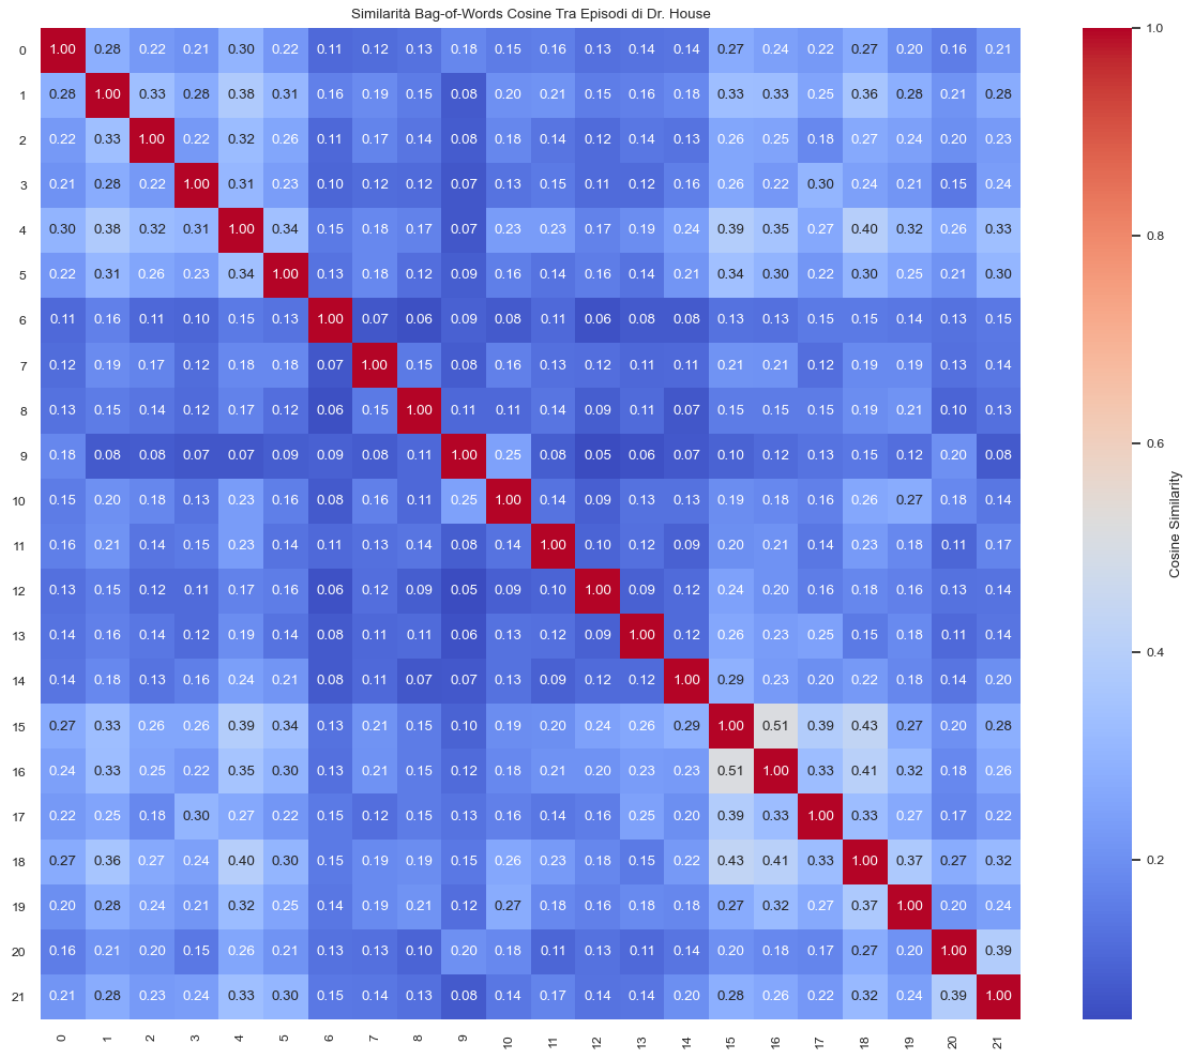 Similarità Bag-of-Words Cosine Tra Episodi di Dr. House
0 1.00 0.28 0.22 0.21 0.30 0.22 0.11 0.12 0.13 0.18 0.15 0.16 0.13 0.14 0.14 0.27 0.24 0.22 0.27 0.20 0.16 0.21
1 0.28 1.00 0.33 0.28 0.38 0.31 0.16 0.19 0.15 0.08 0.20 0.21 0.15 0.16 0.18 0.33 0.33 0.25 0.36 0.28 0.21 0.28
2 0.22 0.33 1.00 0.22 0.32 0.26 0.11 0.17 0.14 0.08 0.18 0.14 0.12 0.14 0.13 0.26 0.25 0.18 0.27 0.24 0.20 0.23
3 0.21 0.28 0.22 1.00 0.31 0.23 0.10 0.12 0.12 0.07 0.13 0.15 0.11 0.12 0.16 0.26 0.22 0.30 0.24 0.21 0.15 0.24
4 0.30 0.38 0.32 0.31 1.00 0.34 0.15 0.18 0.17 0.07 0.23 0.23 0.17 0.19 0.24 0.39 0.35 0.27 0.40 0.32 0.26 0.33
5 0.22 0.31 0.26 0.23 0.34 1.00 0.13 0.18 0.12 0.09 0.16 0.14 0.16 0.14 0.21 0.34 0.30 0.22 0.30 0.25 0.21 0.30
6 0.11 0.16 0.11 0.10 0.15 0.13 1.00 0.07 0.06 0.09 0.08 0.11 0.06 0.08 0.08 0.13 0.13 0.15 0.15 0.14 0.13 0.15
7 0.12 0.19 0.17 0.12 0.18 0.18 0.07 1.00 0.15 0.08 0.16 0.13 0.12 0.11 0.11 0.21 0.21 0.12 0.19 0.19 0.13 0.14
8 0.13 0.15 0.14 0.12 0.17 0.12 0.06 0.15 1.00 0.11 0.11 0.14 0.09 0.11 0.07 0.15 0.15 0.15 0.19 0.21 0.10 0.13
9 0.18 0.08 0.08 0.07 0.07 0.09 0.09 0.08 0.11 1.00 0.25 0.08 0.05 0.06 0.07 0.10 0.12 0.13 0.15 0.12 0.20 0.08
10 0.15 0.20 0.18 0.13 0.23 0.16 0.08 0.16 0.11 0.25 1.00 0.14 0.09 0.13 0.13 0.19 0.18 0.16 0.26 0.27 0.18 0.14
11 0.16 0.21 0.14 0.15 0.23 0.14 0.11 0.13 0.14 0.08 0.14 1.00 0.10 0.12 0.09 0.20 0.21 0.14 0.23 0.18 0.11 0.17
12 0.13 0.15 0.12 0.11 0.17 0.16 0.06 0.12 0.09 0.05 0.09 0.10 1.00 0.09 0.12 0.24 0.20 0.16 0.18 0.16 0.13 0.14
13 0.14 0.16 0.14 0.12 0.19 0.14 0.08 0.11 0.11 0.06 0.13 0.12 0.09 1.00 0.12 0.26 0.23 0.25 0.15 0.18 0.11 0.14
14 0.14 0.18 0.13 0.16 0.24 0.21 0.08 0.11 0.07 0.07 0.13 0.09 0.12 0.12 1.00 0.29 0.23 0.20 0.22 0.18 0.14 0.20
15 0.27 0.33 0.26 0.26 0.39 0.34 0.13 0.21 0.15 0.10 0.19 0.20 0.24 0.26 0.29 1.00 0.51 0.39 0.43 0.27 0.20 0.28
16 0.24 0.33 0.25 0.22 0.35 0.30 0.13 0.21 0.15 0.12 0.18 0.21 0.20 0.23 0.23 0.51 1.00 0.33 0.41 0.32 0.18 0.26
17 0.22 0.25 0.18 0.30 0.27 0.22 0.15 0.12 0.15 0.13 0.16 0.14 0.16 0.25 0.20 0.39 0.33 1.00 0.33 0.27 0.17 0.22
18 0.27 0.36 0.27 0.24 0.40 0.30 0.15 0.19 0.19 0.15 0.26 0.23 0.18 0.15 0.22 0.43 0.41 0.33 1.00 0.37 0.27 0.32
19 0.20 0.28 0.24 0.21 0.32 0.25 0.14 0.19 0.21 0.12 0.27 0.18 0.16 0.18 0.18 0.27 0.32 0.27 0.37 1.00 0.20 0.24
20 0.16 0.21 0.20 0.15 0.26 0.21 0.13 0.13 0.10 0.20 0.18 0.11 0.13 0.11 0.14 0.20 0.18 0.17 0.27 0.20 1.00 0.39
21 0.21 0.28 0.23 0.24 0.33 0.30 0.15 0.14 0.13 0.08 0.14 0.17 0.14 0.14 0.20 0.28 0.26 0.22 0.32 0.24 0.39 1.00
0 1 2 3 4 5 6 7 8 9 10 11 12 13 14 15 16 17 18 19 20 21
1.0
0.8
0.6
0.4
0.2
Cosine Similarity